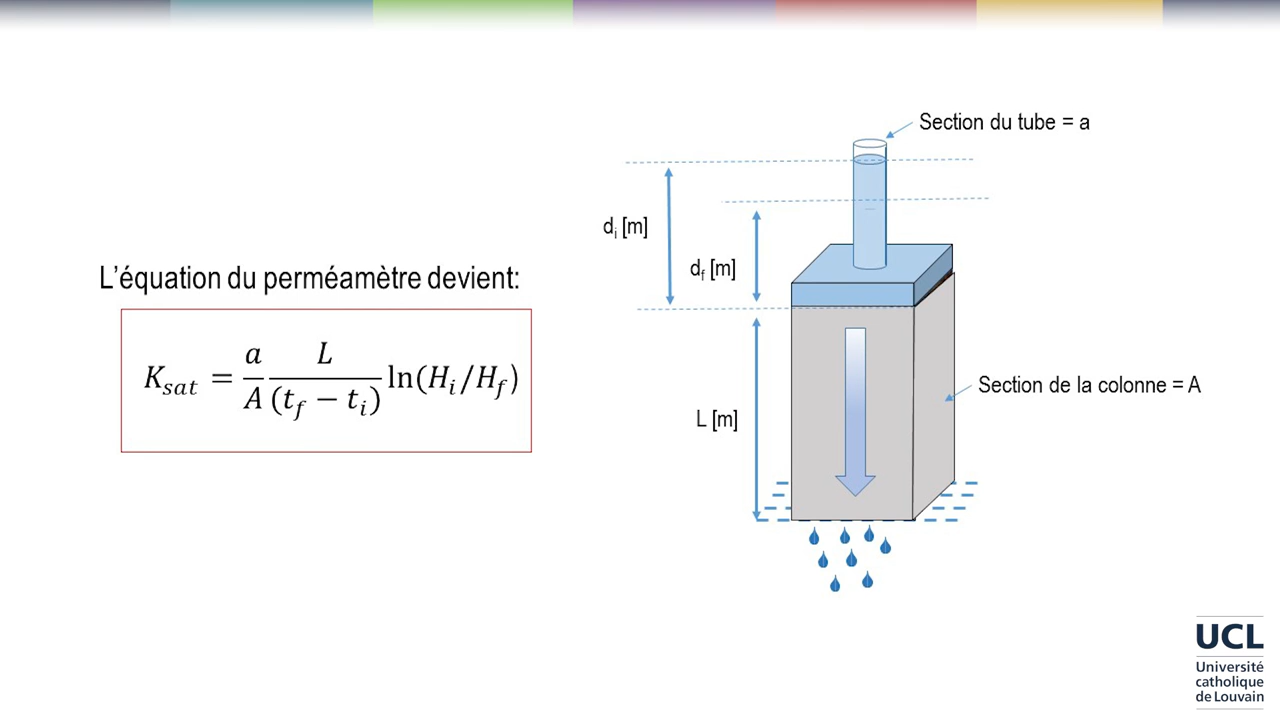 Section du tube = a
dᵢ [m]
d_f [m]
L'équation du perméamètre devient:
K_sat = a/A L/(t_f − t_i) ln(H_i/H_f)
Section de la colonne = A
L [m]
UCL
Université
catholique
de Louvain